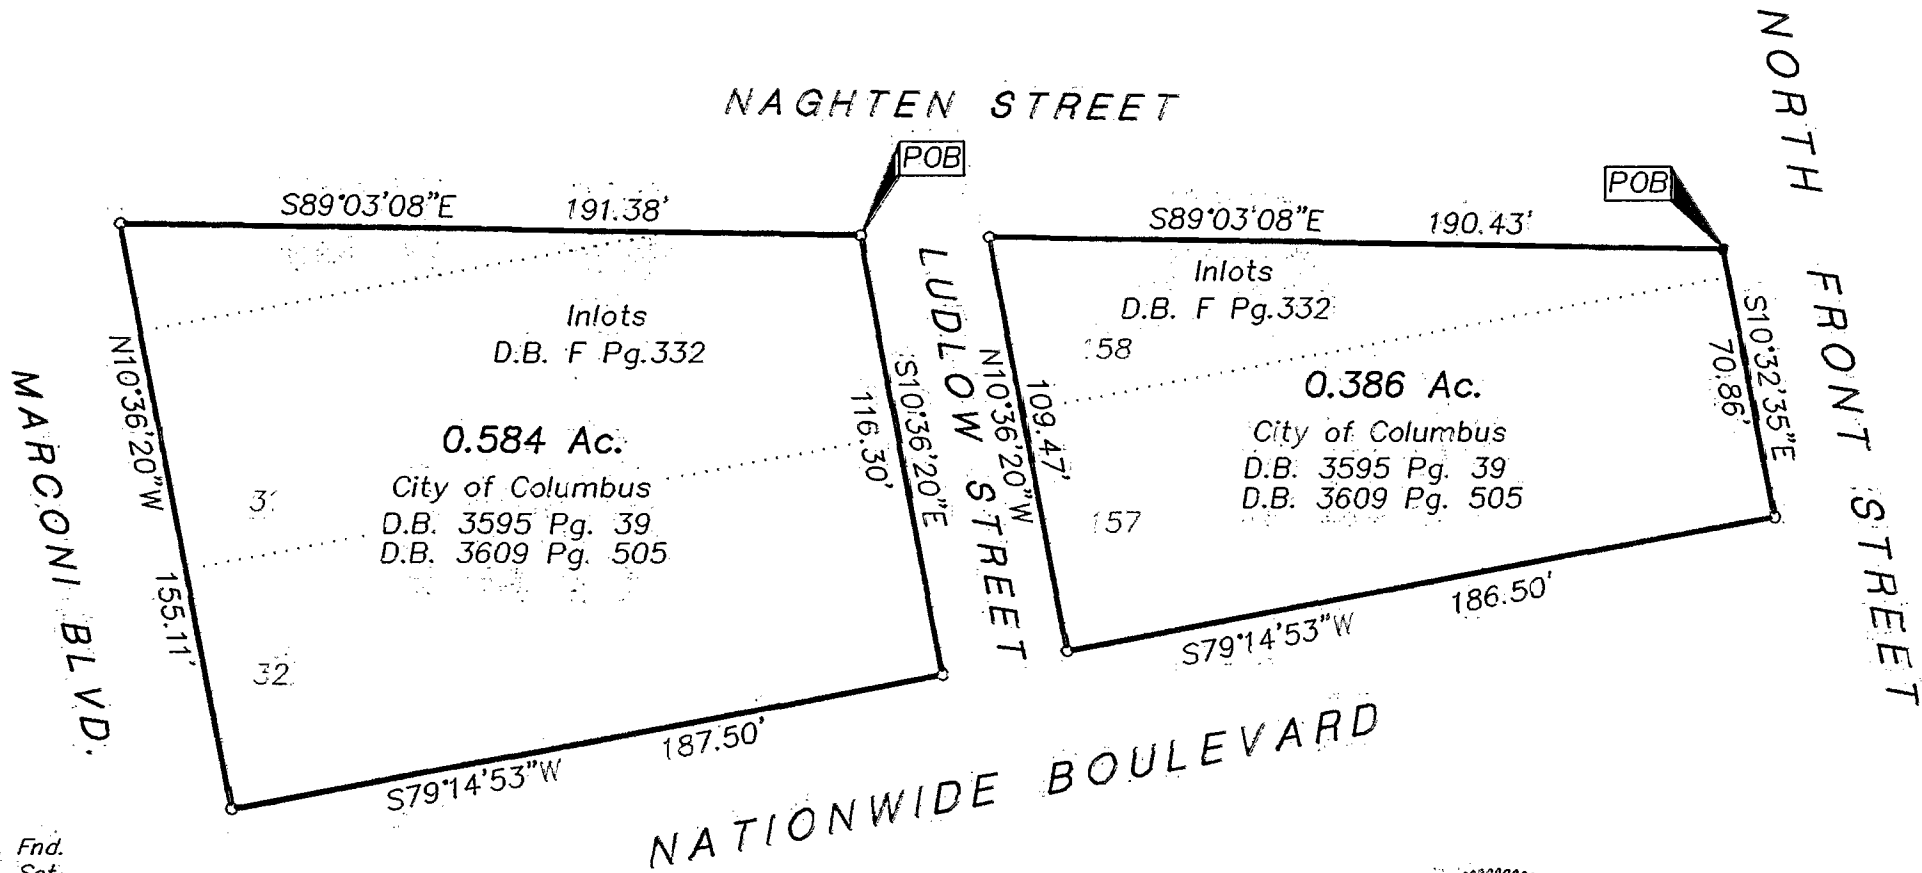 NAGHTEN STREET
POB
S89°03'08"E 191.38'
Inlots
D.B. F Pg.332
N10°36'20"W
155.11'
MARCONI BLVD.
0.584 Ac.
City of Columbus
D.B. 3595 Pg. 39
D.B. 3609 Pg. 505
32
S10°36'20"E
116.30'
S79°14'53"W 187.50'
LUDLOW STREET
POB
S89°03'08"E 190.43'
Inlots
D.B. F Pg.332
N10°36'20"W
109.47'
158
0.386 Ac.
City of Columbus
D.B. 3595 Pg. 39
D.B. 3609 Pg. 505
157
S10°32'35"E
70.86'
S79°14'53"W 186.50'
NORTH FRONT STREET
NATIONWIDE BOULEVARD
Fnd.